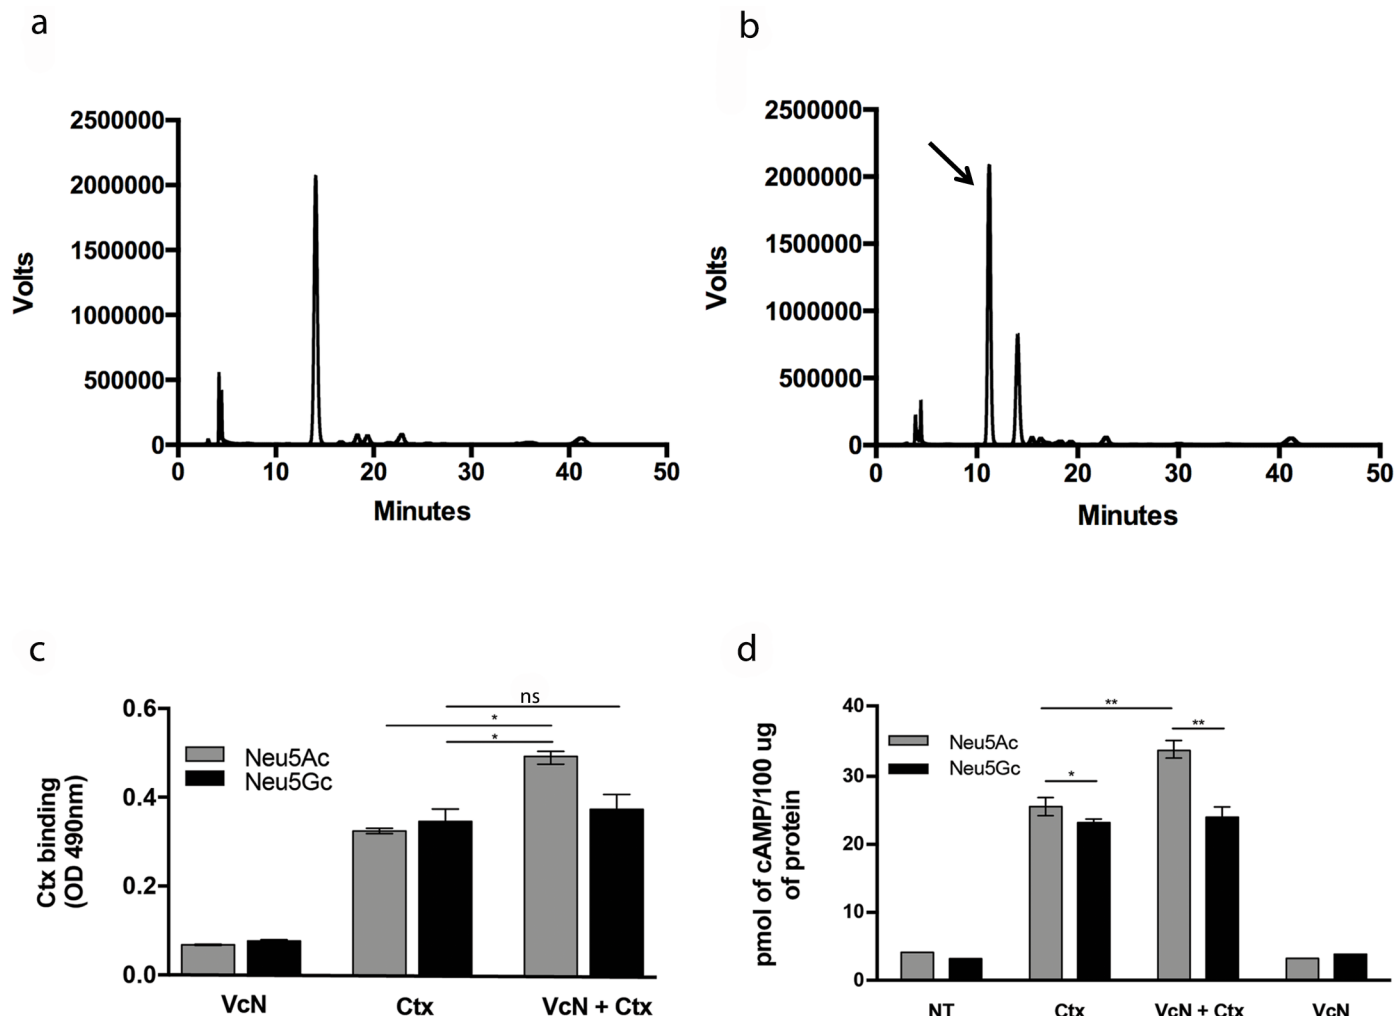 a
2500000
2000000
1500000
1000000
500000
0
Volts
0 10 20 30 40 50
Minutes
b
2500000
2000000
1500000
1000000
500000
0
Volts
0 10 20 30 40 50
Minutes
c
0.6
0.4
0.2
0.0
Ctx binding
(OD 490nm)
Neu5Ac
Neu5Gc
ns
*
*
VcN Ctx VcN + Ctx
d
40
30
20
10
0
pmol of cAMP/100 ug
of protein
Neu5Ac
Neu5Gc
**
**
*
NT Ctx VcN + Ctx VcN